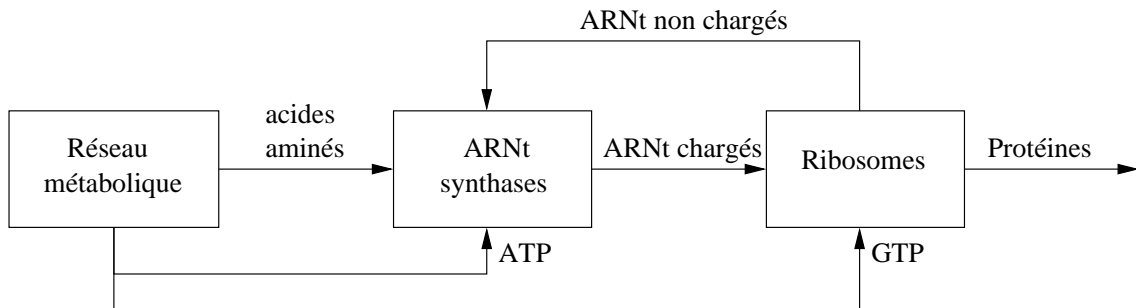 ARNt non chargés
acides
aminés
Réseau
métabolique
ARNt
synthases
ARNt chargés
Ribosomes
Protéines
ATP
GTP